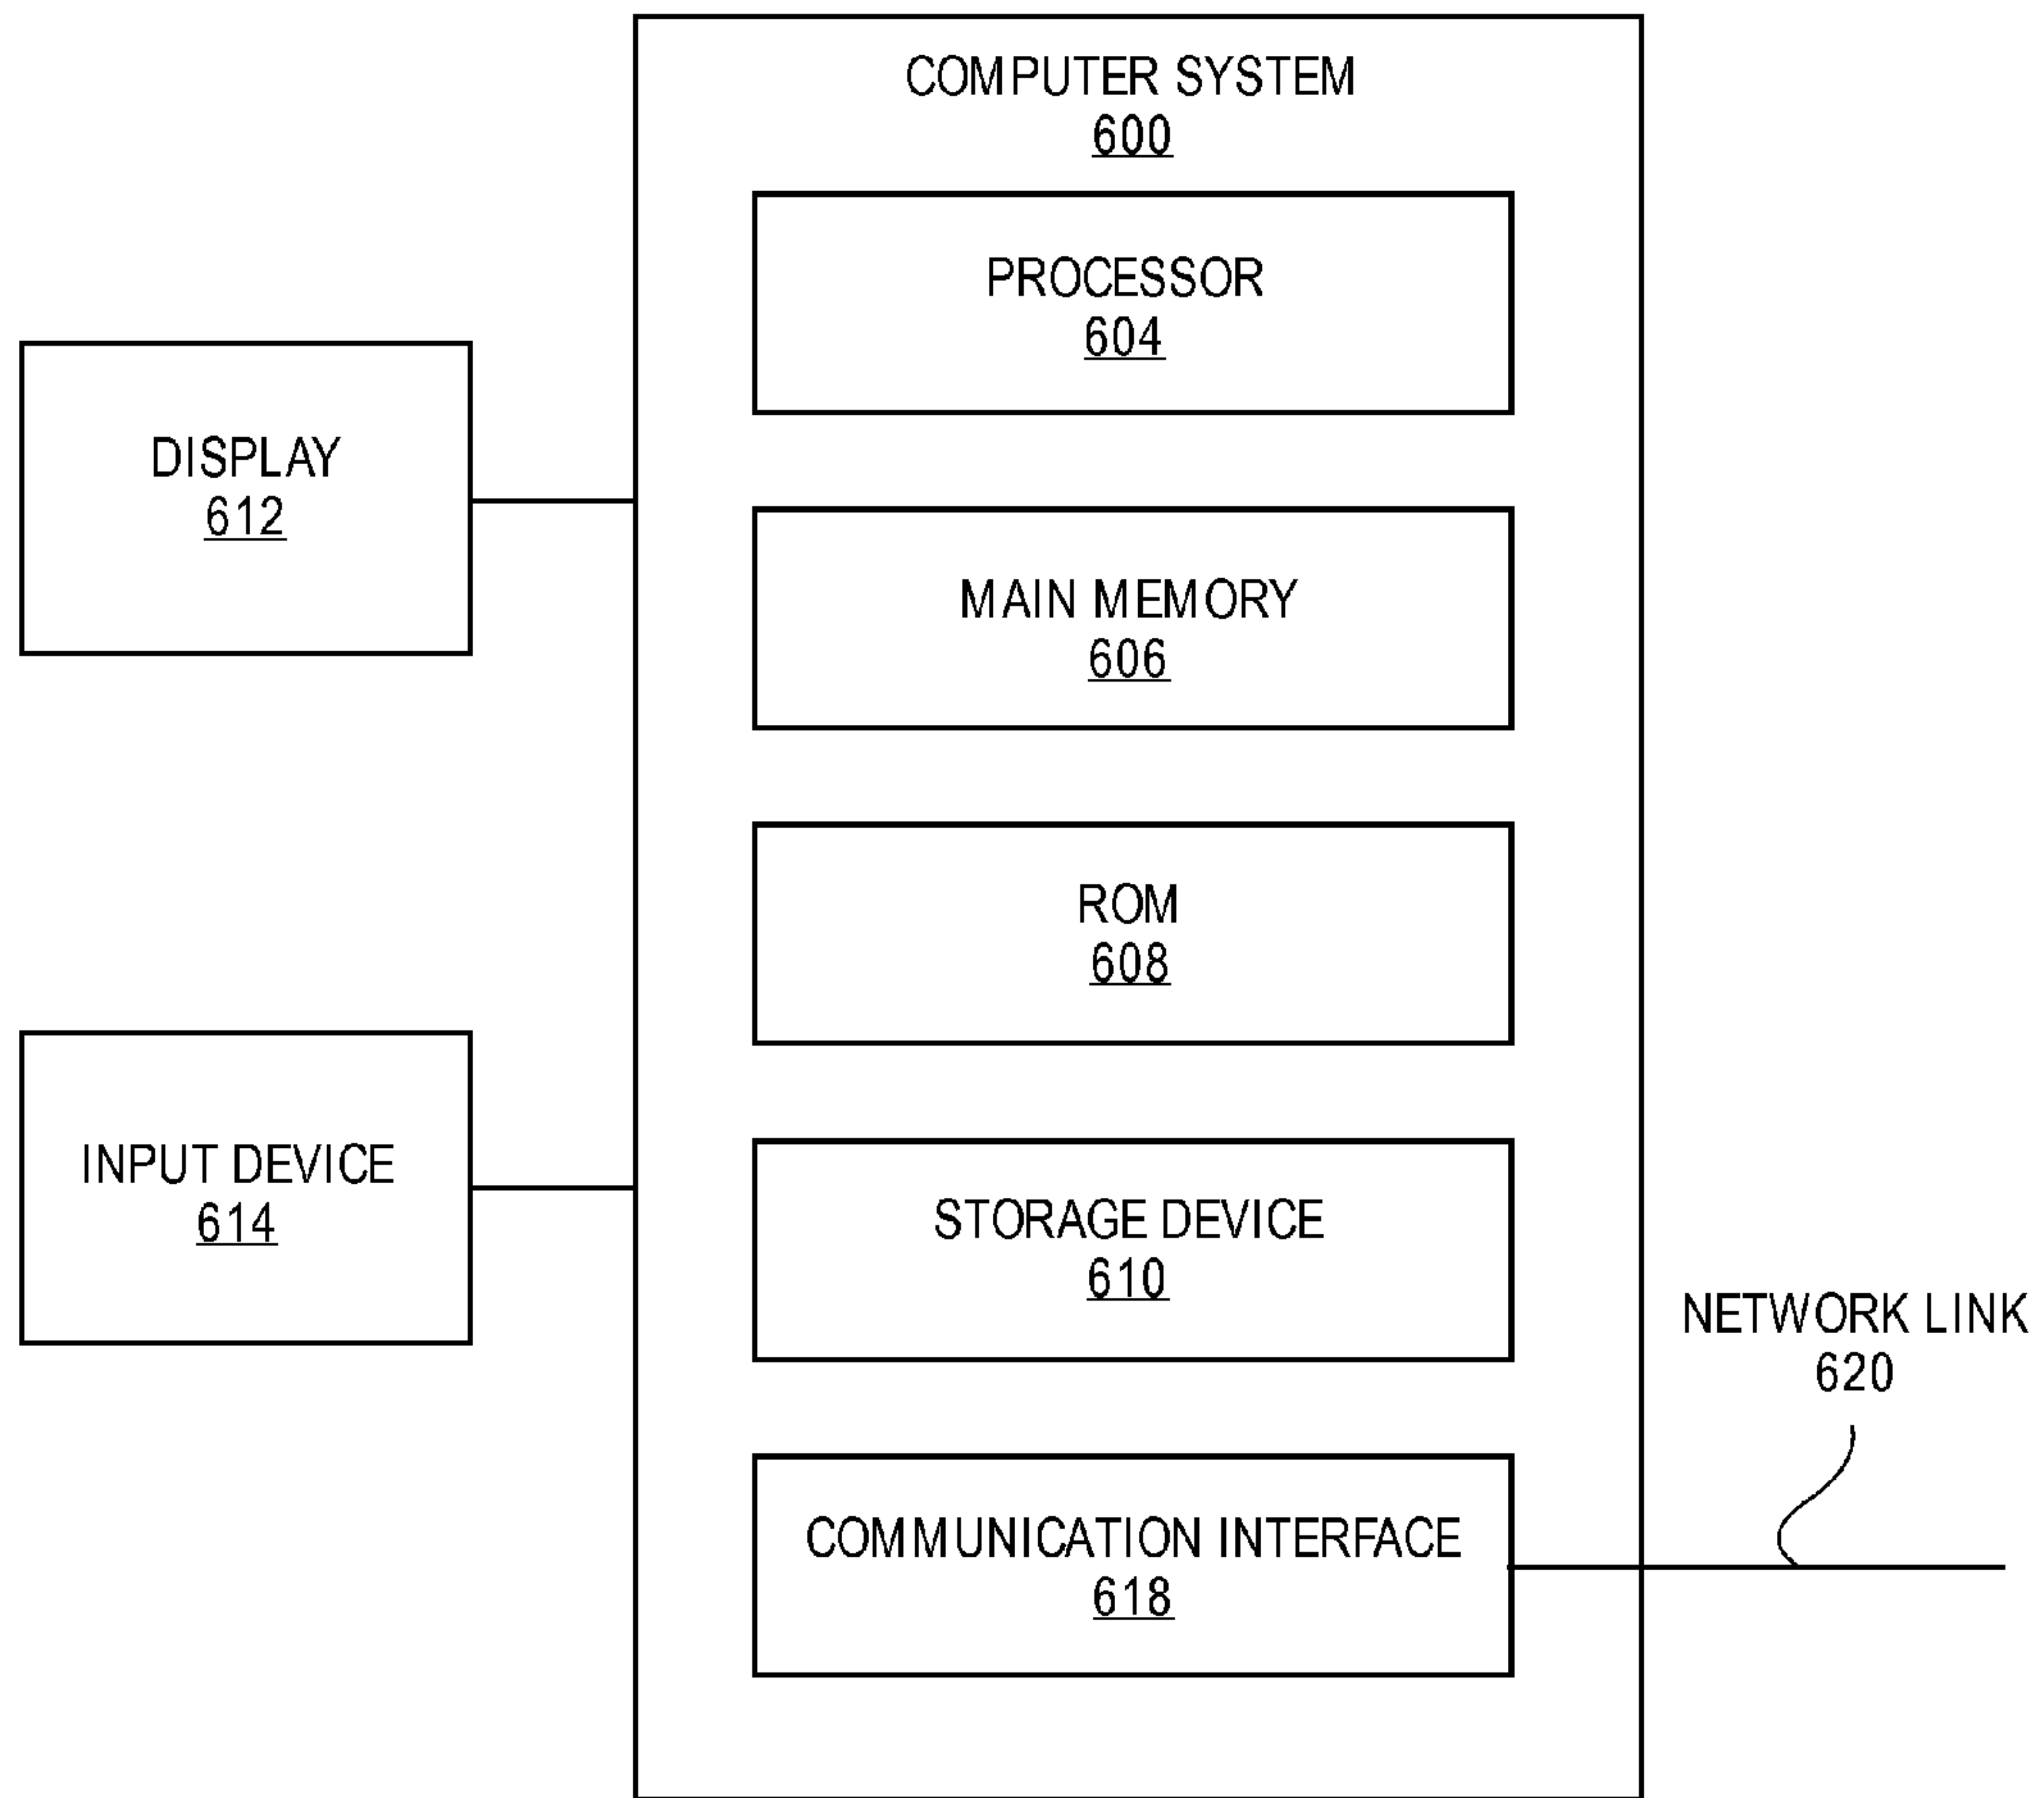 COMPUTER SYSTEM
600
PROCESSOR
604
DISPLAY
612
MAIN MEMORY
606
ROM
608
INPUT DEVICE
614
STORAGE DEVICE
610
NETWORK LINK
620
COMMUNICATION INTERFACE
618